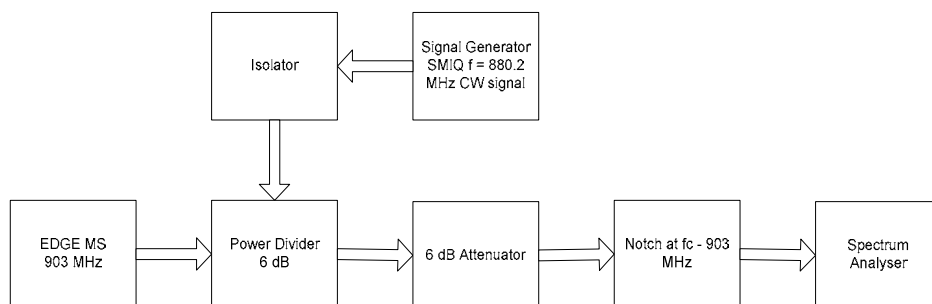 Isolator
Signal Generator
SMIQ f = 880.2
MHz CW signal
EDGE MS
903 MHz
Power Divider
6 dB
6 dB Attenuator
Notch at fc - 903
MHz
Spectrum
Analyser